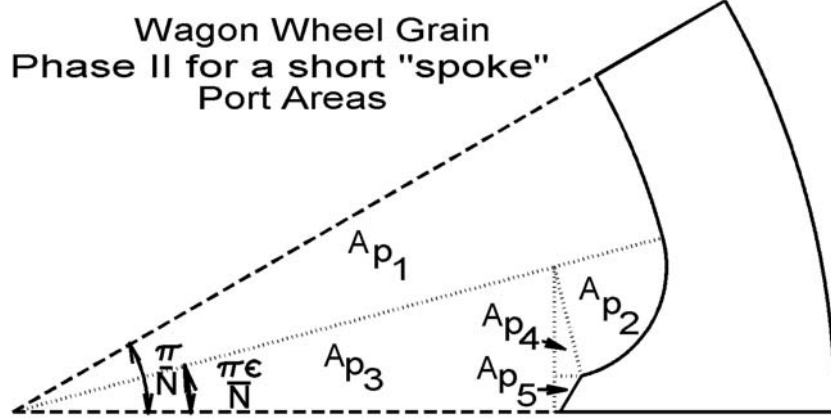 Wagon Wheel Grain
Phase II for a short "spoke"
Port Areas
Ap1
Ap2
Ap4
π/N
πϵ/N
Ap3
Ap5